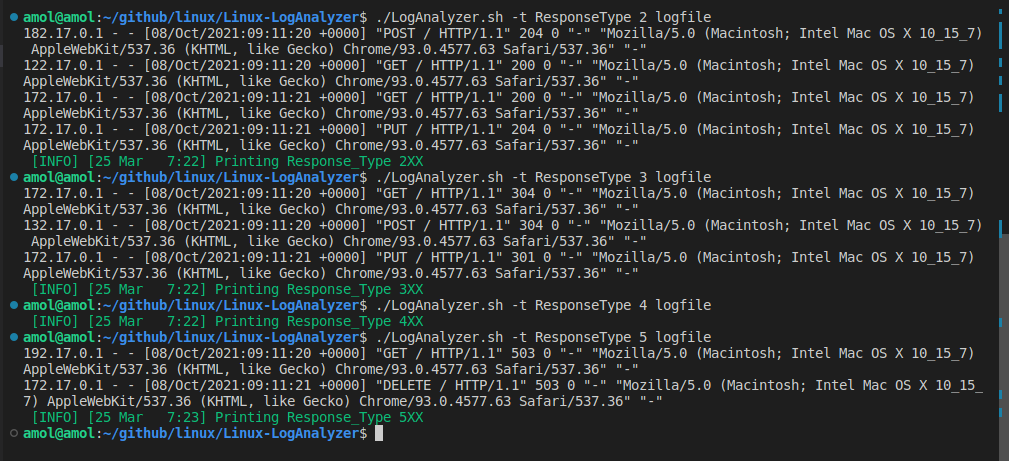 amol@amol:~/github/linux/Linux-LogAnalyzer$ ./LogAnalyzer.sh -t ResponseType 2 logfile
182.17.0.1 - - [08/Oct/2021:09:11:20 +0000] "POST / HTTP/1.1" 204 0 "-" "Mozilla/5.0 (Macintosh; Intel Mac OS X 10_15_7)
 AppleWebKit/537.36 (KHTML, like Gecko) Chrome/93.0.4577.63 Safari/537.36" "-"
122.17.0.1 - - [08/Oct/2021:09:11:20 +0000] "GET / HTTP/1.1" 200 0 "-" "Mozilla/5.0 (Macintosh; Intel Mac OS X 10_15_7)
AppleWebKit/537.36 (KHTML, like Gecko) Chrome/93.0.4577.63 Safari/537.36" "-"
172.17.0.1 - - [08/Oct/2021:09:11:21 +0000] "GET / HTTP/1.1" 200 0 "-" "Mozilla/5.0 (Macintosh; Intel Mac OS X 10_15_7)
AppleWebKit/537.36 (KHTML, like Gecko) Chrome/93.0.4577.63 Safari/537.36" "-"
172.17.0.1 - - [08/Oct/2021:09:11:21 +0000] "PUT / HTTP/1.1" 204 0 "-" "Mozilla/5.0 (Macintosh; Intel Mac OS X 10_15_7)
AppleWebKit/537.36 (KHTML, like Gecko) Chrome/93.0.4577.63 Safari/537.36" "-"
 [INFO] [25 Mar   7:22] Printing Response_Type 2XX
amol@amol:~/github/linux/Linux-LogAnalyzer$ ./LogAnalyzer.sh -t ResponseType 3 logfile
172.17.0.1 - - [08/Oct/2021:09:11:20 +0000] "GET / HTTP/1.1" 304 0 "-" "Mozilla/5.0 (Macintosh; Intel Mac OS X 10_15_7)
AppleWebKit/537.36 (KHTML, like Gecko) Chrome/93.0.4577.63 Safari/537.36" "-"
132.17.0.1 - - [08/Oct/2021:09:11:20 +0000] "POST / HTTP/1.1" 304 0 "-" "Mozilla/5.0 (Macintosh; Intel Mac OS X 10_15_7)
 AppleWebKit/537.36 (KHTML, like Gecko) Chrome/93.0.4577.63 Safari/537.36" "-"
172.17.0.1 - - [08/Oct/2021:09:11:21 +0000] "PUT / HTTP/1.1" 301 0 "-" "Mozilla/5.0 (Macintosh; Intel Mac OS X 10_15_7)
AppleWebKit/537.36 (KHTML, like Gecko) Chrome/93.0.4577.63 Safari/537.36" "-"
 [INFO] [25 Mar   7:22] Printing Response_Type 3XX
amol@amol:~/github/linux/Linux-LogAnalyzer$ ./LogAnalyzer.sh -t ResponseType 4 logfile
 [INFO] [25 Mar   7:22] Printing Response_Type 4XX
amol@amol:~/github/linux/Linux-LogAnalyzer$ ./LogAnalyzer.sh -t ResponseType 5 logfile
192.17.0.1 - - [08/Oct/2021:09:11:20 +0000] "GET / HTTP/1.1" 503 0 "-" "Mozilla/5.0 (Macintosh; Intel Mac OS X 10_15_7)
AppleWebKit/537.36 (KHTML, like Gecko) Chrome/93.0.4577.63 Safari/537.36" "-"
172.17.0.1 - - [08/Oct/2021:09:11:21 +0000] "DELETE / HTTP/1.1" 503 0 "-" "Mozilla/5.0 (Macintosh; Intel Mac OS X 10_15_
7) AppleWebKit/537.36 (KHTML, like Gecko) Chrome/93.0.4577.63 Safari/537.36" "-"
 [INFO] [25 Mar   7:23] Printing Response_Type 5XX
amol@amol:~/github/linux/Linux-LogAnalyzer$